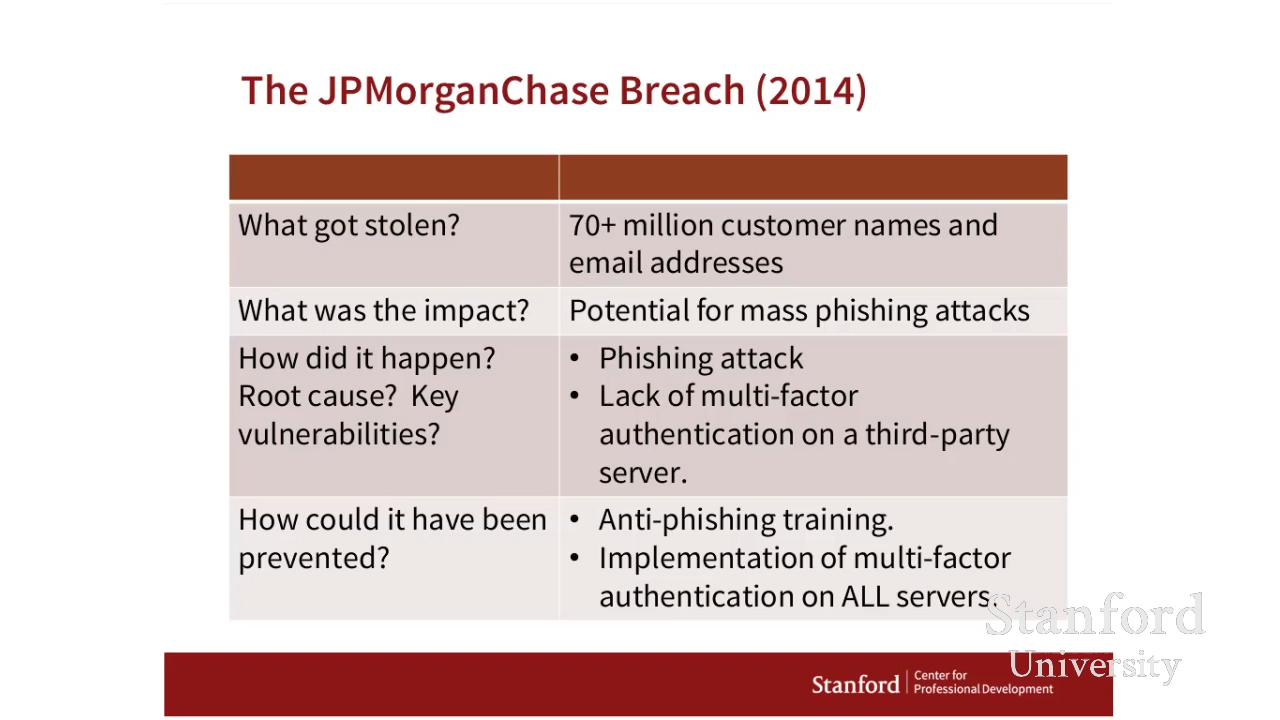 The JPMorganChase Breach (2014)
What got stolen?
70+ million customer names and
email addresses
What was the impact?
Potential for mass phishing attacks
How did it happen?
Root cause?  Key
vulnerabilities?
• Phishing attack
• Lack of multi-factor
authentication on a third-party
server.
How could it have been
prevented?
• Anti-phishing training.
• Implementation of multi-factor
authentication on ALL servers.
Stanford
University
Stanford
Center for
Professional Development